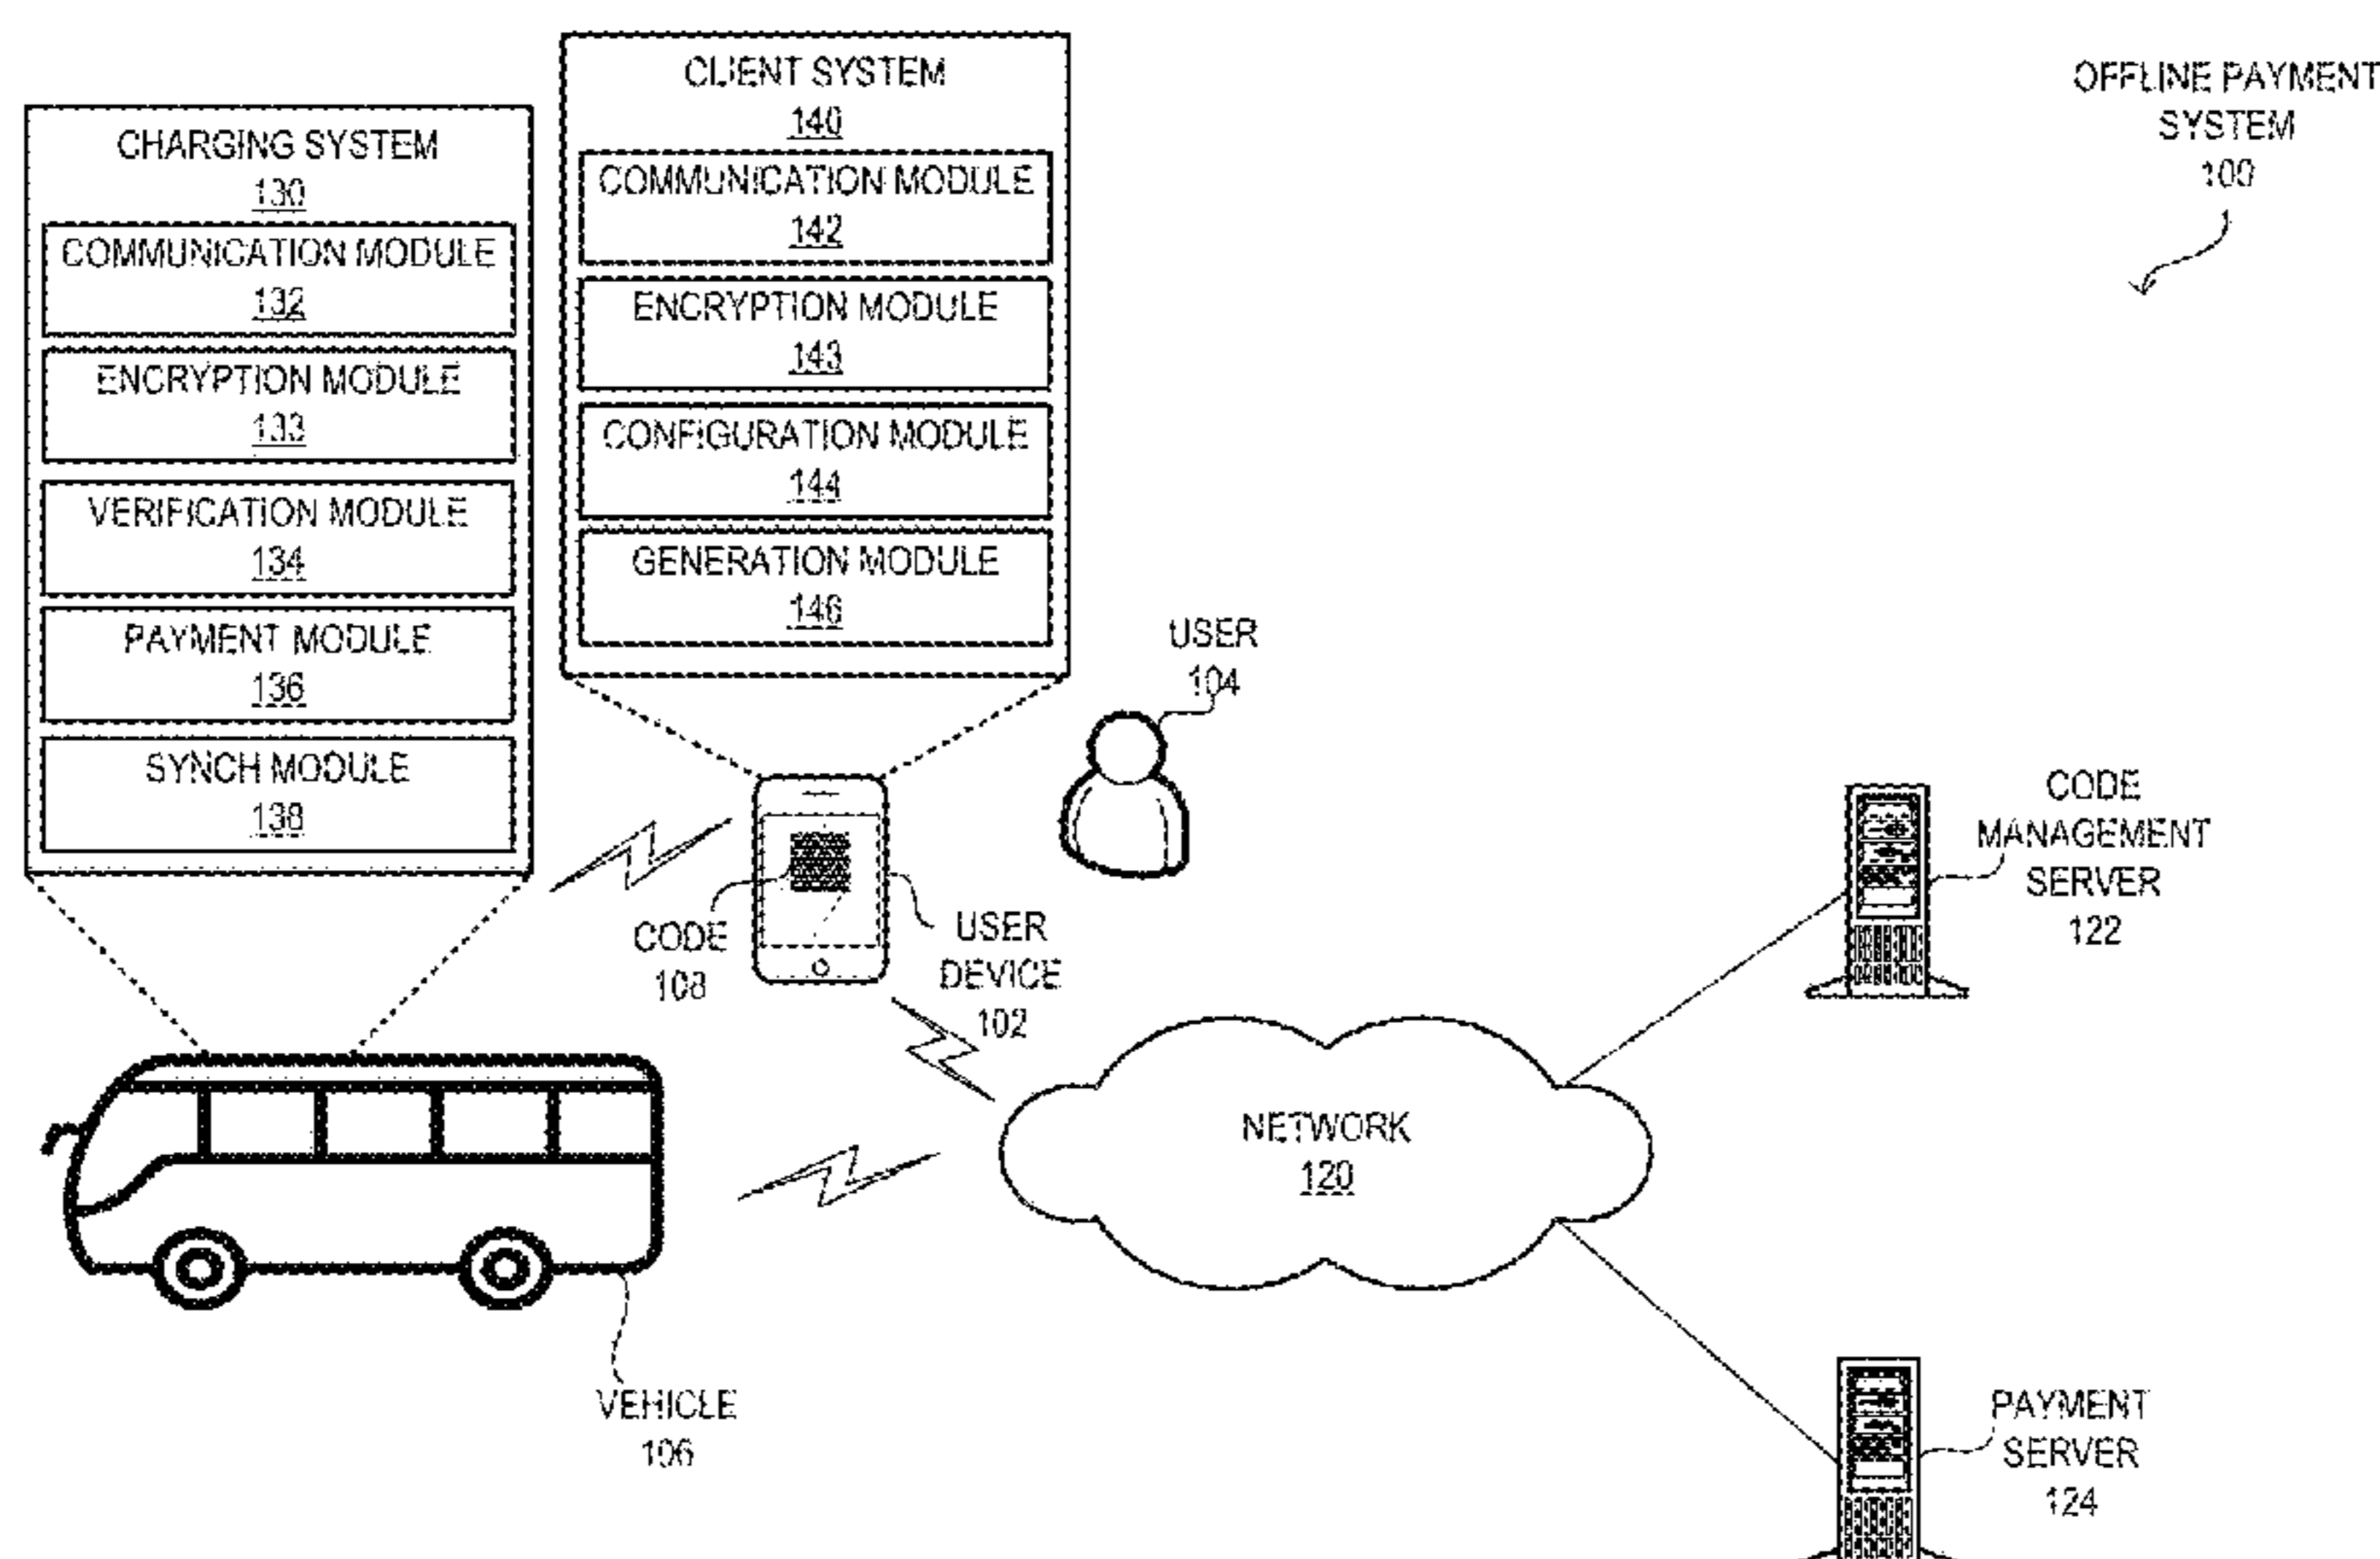 OFFLINE PAYMENT
SYSTEM
100
CHARGING SYSTEM
130
COMMUNICATION MODULE
132
ENCRYPTION MODULE
133
VERIFICATION MODULE
134
PAYMENT MODULE
136
SYNCH MODULE
138
CLIENT SYSTEM
140
COMMUNICATION MODULE
142
ENCRYPTION MODULE
143
CONFIGURATION MODULE
144
GENERATION MODULE
146
USER
104
CODE
108
USER
DEVICE
102
CODE
MANAGEMENT
SERVER
122
NETWORK
120
VEHICLE
106
PAYMENT
SERVER
124